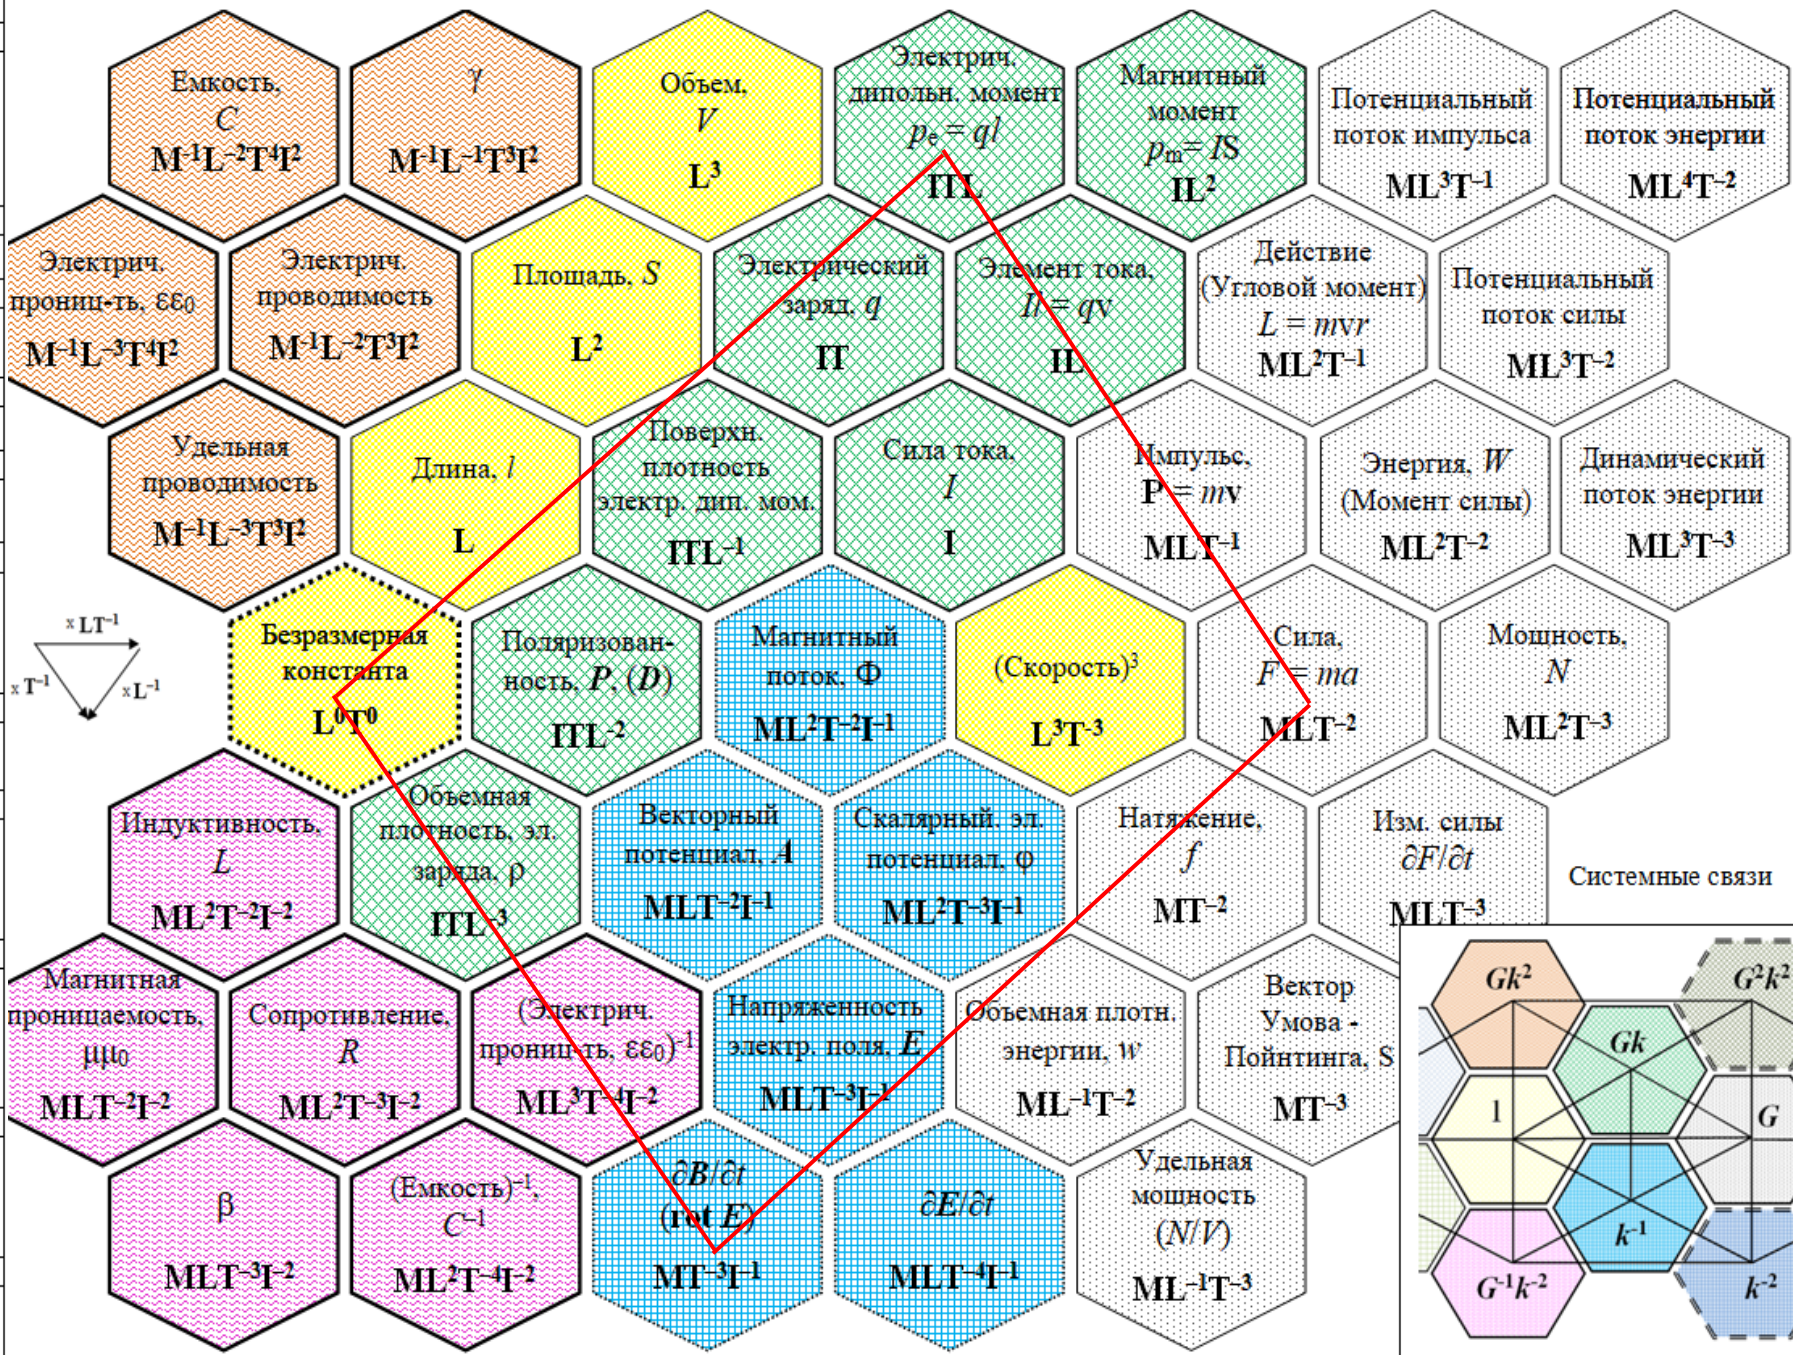 Емкость,
C
M⁻¹L⁻²T⁴I²
γ
M⁻¹L⁻¹T³I²
Объем,
V
L³
Электрич.
дипольн. момент
pₑ = ql
ITL
Магнитный
момент
pₘ= IS
IL²
Потенциальный
поток импульса
ML³T⁻¹
Потенциальный
поток энергии
ML⁴T⁻²
Электрич.
прониц-ть, εε₀
M⁻¹L⁻³T⁴I²
Электрич.
проводимость
M⁻¹L⁻²T³I²
Площадь, S
L²
Электрический
заряд, q
IT
Элемент тока,
Il = qv
IL
Действие
(Угловой момент)
L = mvr
ML²T⁻¹
Потенциальный
поток силы
ML³T⁻²
Удельная
проводимость
M⁻¹L⁻³T³I²
Длина, l
L
Поверхн.
плотность
электр. дип. мом.
ITL⁻¹
Сила тока,
I
I
Импульс,
P = mv
MLT⁻¹
Энергия, W
(Момент силы)
ML²T⁻²
Динамический
поток энергии
ML³T⁻³
x LT⁻¹
x T⁻¹
x L⁻¹
Безразмерная
константа
L⁰T⁰
Поляризован-
ность, P, (D)
ITL⁻²
Магнитный
поток, Φ
ML²T⁻²I⁻¹
(Скорость)³
L³T⁻³
Сила,
F = ma
MLT⁻²
Мощность,
N
ML²T⁻³
Индуктивность,
L
ML²T⁻²I⁻²
Объемная
плотность, эл.
заряда, ρ
ITL⁻³
Векторный
потенциал, A
MLT⁻²I⁻¹
Скалярный. эл.
потенциал, φ
ML²T⁻³I⁻¹
Натяжение,
f
MT⁻²
Изм. силы
∂F/∂t
MLT⁻³
Системные связи
Магнитная
проницаемость,
μμ₀
MLT⁻²I⁻²
Сопротивление,
R
ML²T⁻³I⁻²
(Электрич.
прониц-ть, εε₀)⁻¹
ML³T⁻⁴I⁻²
Напряженность
электр. поля, E
MLT⁻³I⁻¹
Объемная плотн.
энергии, w
ML⁻¹T⁻²
Вектор
Умова -
Пойнтинга, S
MT⁻³
β
MLT⁻³I⁻²
(Емкость)⁻¹,
C⁻¹
ML²T⁻⁴I⁻²
∂B/∂t
(rot E)
MT⁻³I⁻¹
∂E/∂t
MLT⁻⁴I⁻¹
Удельная
мощность
(N/V)
ML⁻¹T⁻³
Gk²
G²k²
Gk
1
G
k⁻¹
G⁻¹k⁻²
k⁻²